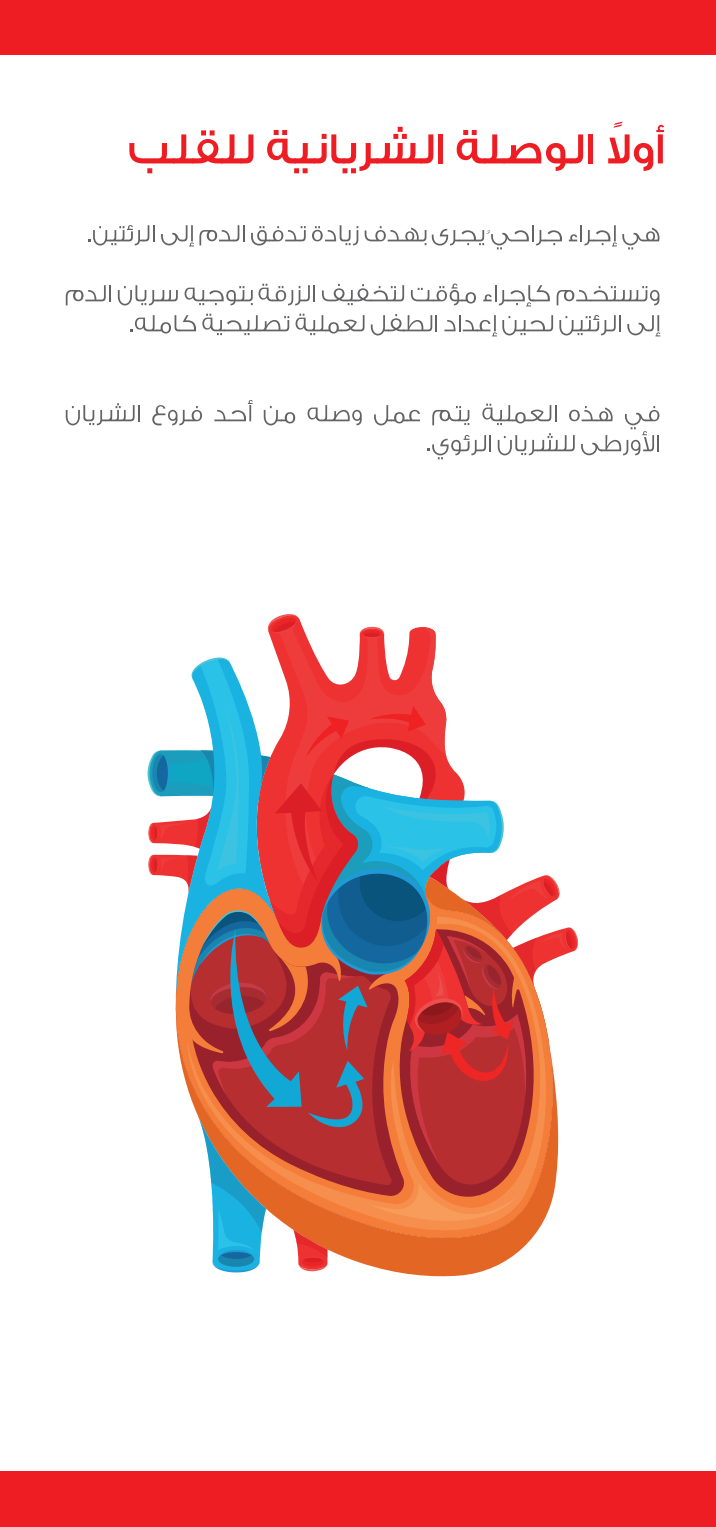 أولاً الوصلة الشريانية للقلب
هي إجراء جراحيٌ يجرى بهدف زيادة تدفق الدم إلى الرئتين.
وتستخدم كإجراء مؤقت لتخفيف الزرقة بتوجيه سريان الدم
إلى الرئتين لحين إعداد الطفل لعملية تصليحية كامله.
في هذه العملية يتم عمل وصله من أحد فروع الشريان
الأورطى للشريان الرئوي.